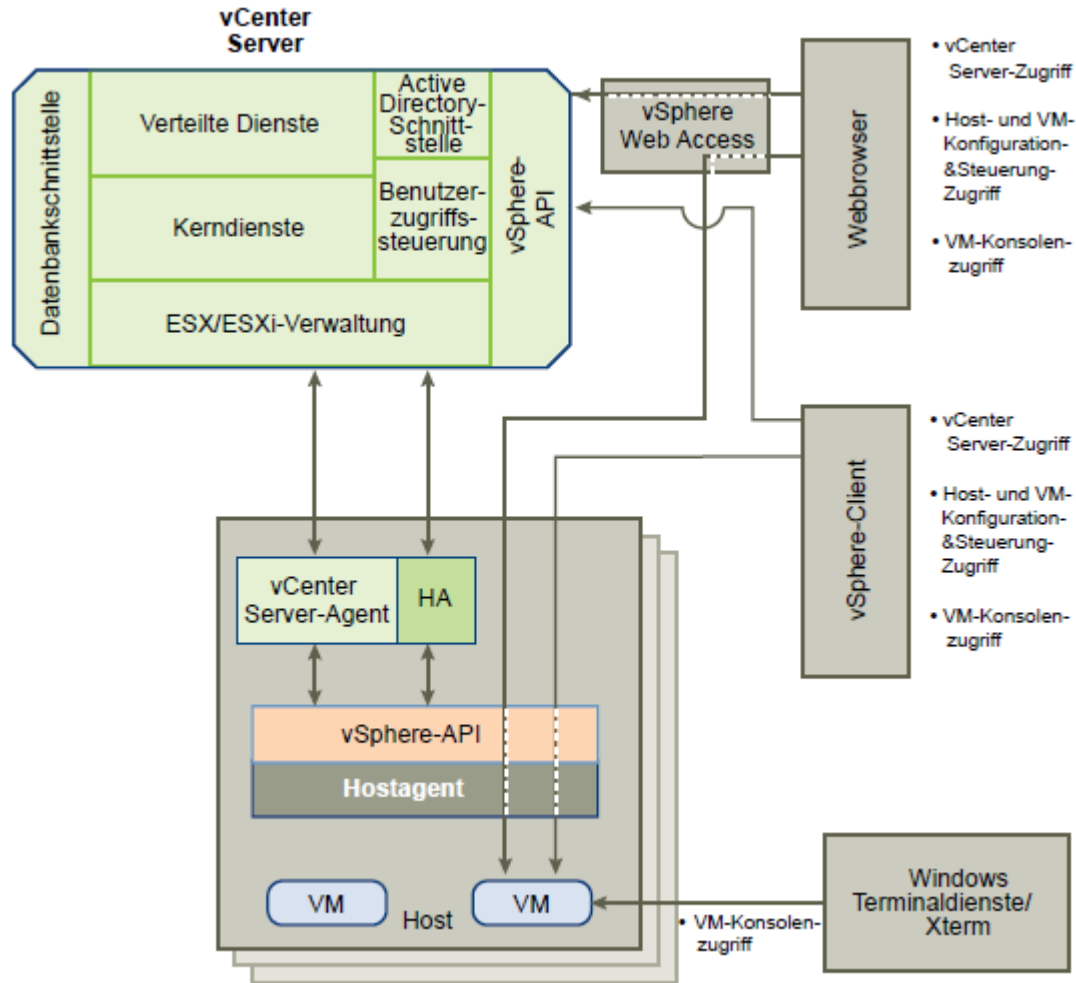 vCenter
Server
Datenbankschnittstelle
Verteilte Dienste
Active
Directory-
Schnitt-
stelle
Kerndienste
Benutzer-
zugriffs-
steuerung
vSphere-
API
ESX/ESXi-Verwaltung
vSphere
Web Access
Webbrowser
• vCenter
Server-Zugriff
• Host- und VM-
Konfiguration-
&Steuerung-
Zugriff
• VM-Konsolen-
zugriff
vSphere-Client
• vCenter
Server-Zugriff
• Host- und VM-
Konfiguration-
&Steuerung-
Zugriff
• VM-Konsolen-
zugriff
vCenter
Server-Agent
HA
vSphere-API
Hostagent
VM
Host
VM
• VM-Konsolen-
zugriff
Windows
Terminaldienste/
Xterm